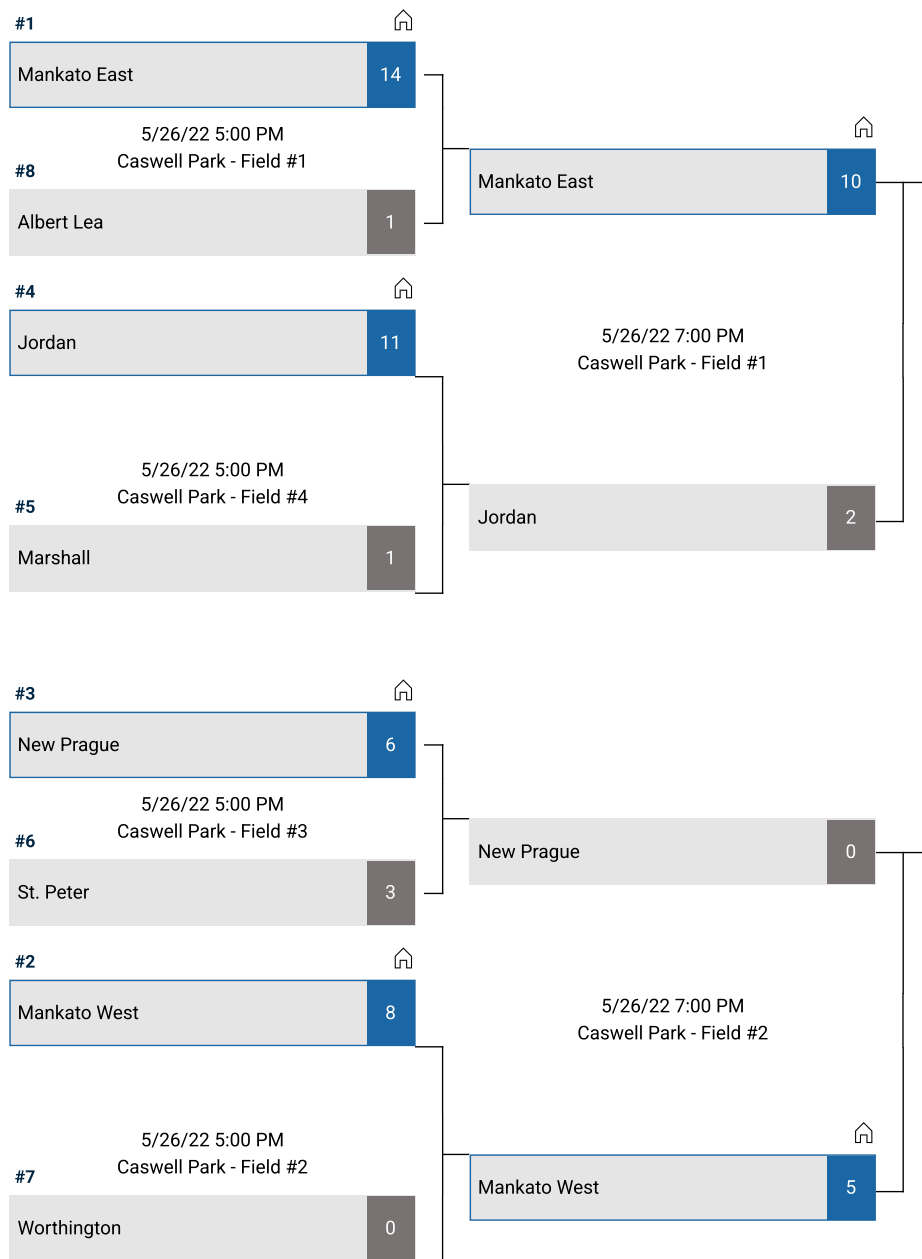 #1
Mankato East
14
5/26/22 5:00 PM
Caswell Park - Field #1
#8
Albert Lea
1
Mankato East
10
#4
Jordan
11
5/26/22 7:00 PM
Caswell Park - Field #1
5/26/22 5:00 PM
Caswell Park - Field #4
#5
Marshall
1
Jordan
2
#3
New Prague
6
5/26/22 5:00 PM
Caswell Park - Field #3
#6
St. Peter
3
New Prague
0
#2
Mankato West
8
5/26/22 7:00 PM
Caswell Park - Field #2
5/26/22 5:00 PM
Caswell Park - Field #2
#7
Worthington
0
Mankato West
5